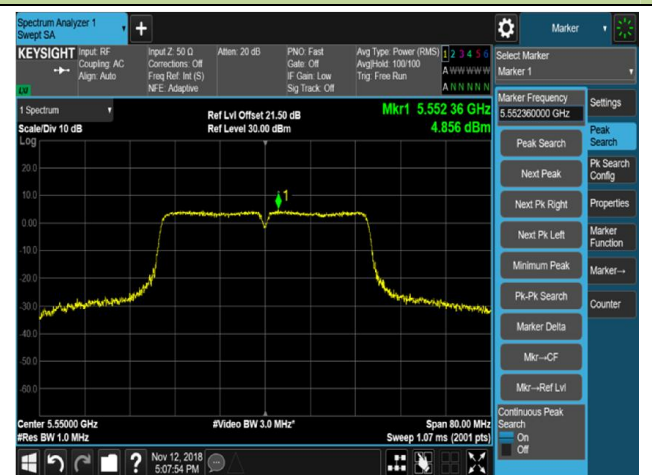 Spectrum Analyzer 1
Swept SA
+
Marker
KEYSIGHT
Input: RF
Coupling: AC
Align: Auto
Input Z: 50 Ω
Corrections: Off
Freq Ref: Int (S)
NFE: Adaptive
Atten: 20 dB
PNO: Fast
Gate: Off
IF Gain: Low
Sig Track: Off
Avg Type: Power (RMS)
Avg|Hold: 100/100
Trig: Free Run
1 2 3 4 5 6
A W W W W W
A N N N N N
LXI
Select Marker
Marker 1
1 Spectrum
Scale/Div 10 dB
Log
Ref Lvl Offset 21.50 dB
Ref Level 30.00 dBm
Mkr1 5.552 36 GHz
4.856 dBm
20.0
10.0
0.00
-10.0
-20.0
-30.0
-40.0
-50.0
-60.0
1
Center 5.55000 GHz
#Res BW 1.0 MHz
#Video BW 3.0 MHz*
Span 80.00 MHz
Sweep 1.07 ms (2001 pts)
Marker Frequency
5.552360000 GHz
Peak Search
Next Peak
Next Pk Right
Next Pk Left
Minimum Peak
Pk-Pk Search
Marker Delta
Mkr→CF
Mkr→Ref Lvl
Continuous Peak
Search
On
Off
Settings
Peak
Search
Pk Search
Config
Properties
Marker
Function
Marker→
Counter
?
Nov 12, 2018
5:07:54 PM